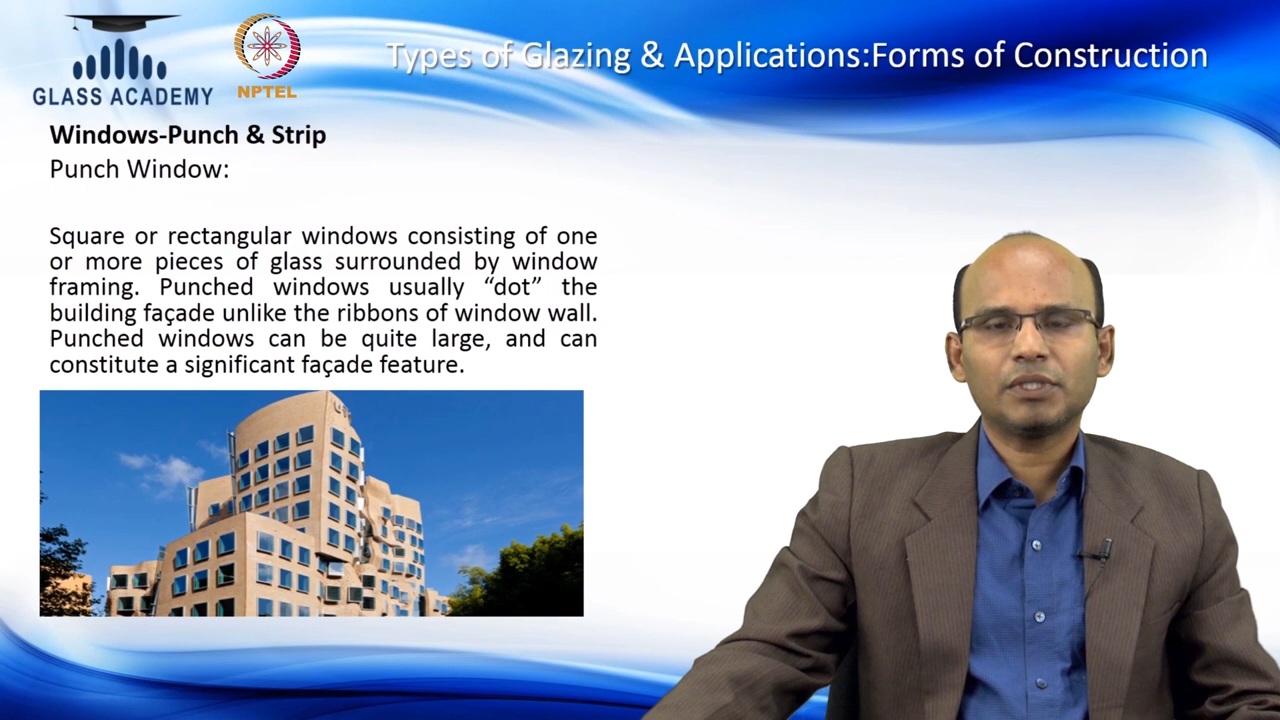 GLASS ACADEMY
NPTEL
Types of Glazing & Applications:Forms of Construction
Windows-Punch & Strip
Punch Window:
Square or rectangular windows consisting of one
or more pieces of glass surrounded by window
framing. Punched windows usually “dot” the
building façade unlike the ribbons of window wall.
Punched windows can be quite large, and can
constitute a significant façade feature.